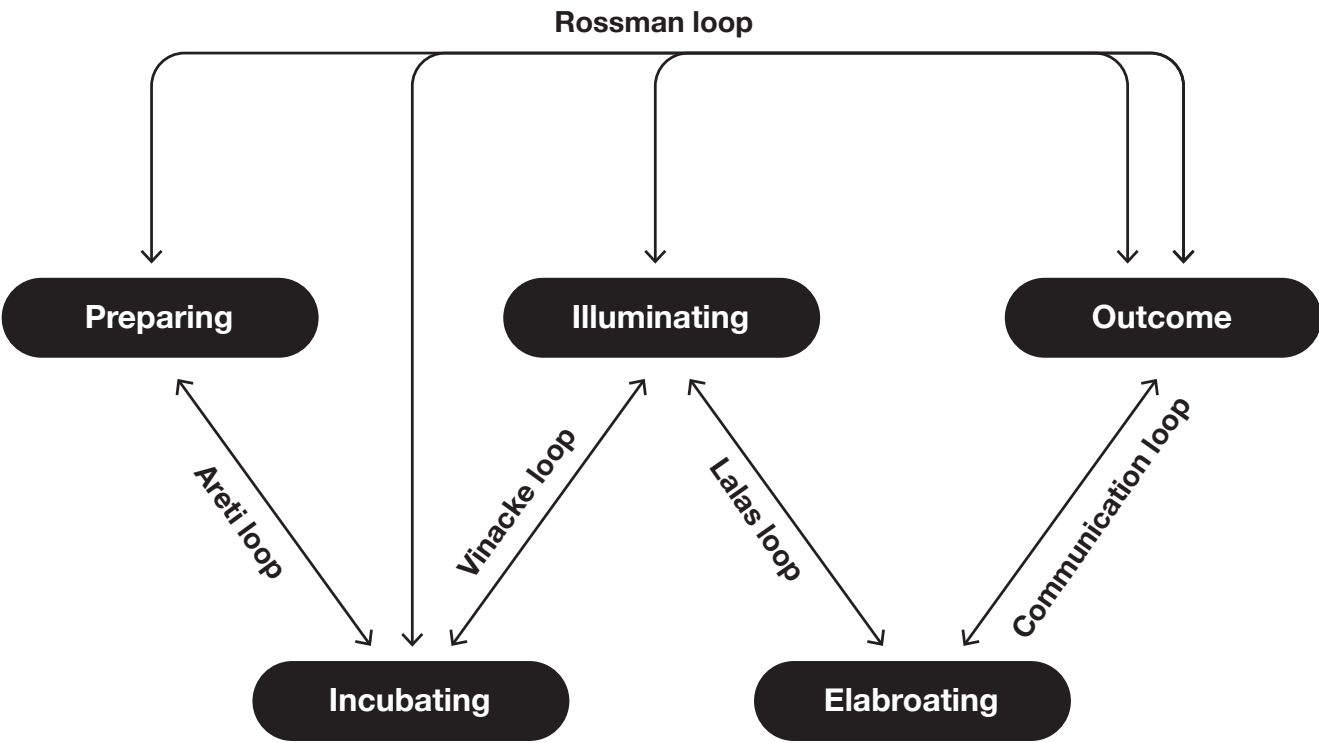 Rossman loop
Preparing
Illuminating
Outcome
Areti loop
Vinacke loop
Lalas loop
Communication loop
Incubating
Elabroating